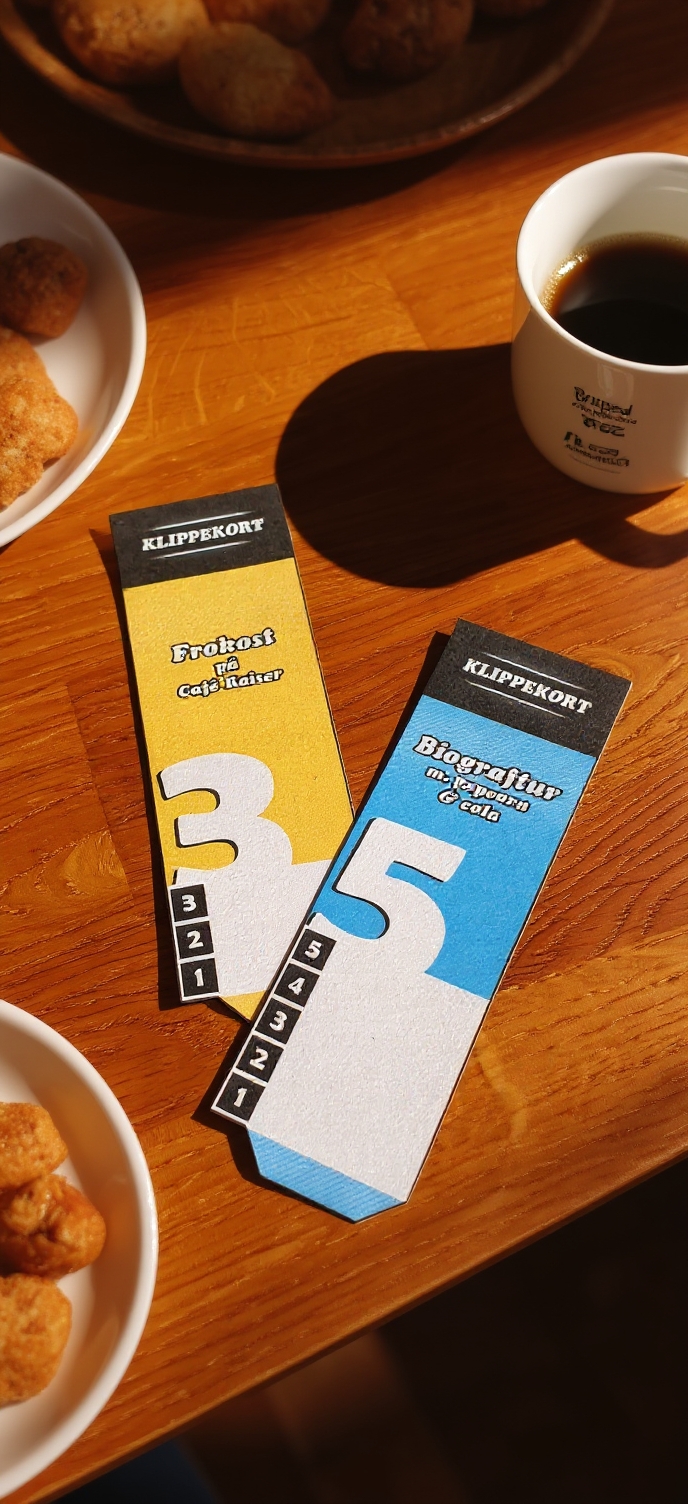 KLIPPEKORT
Frokost
på
Café Raiser
3
3
2
1
KLIPPEKORT
Biograftur
& cola
5
5
4
3
2
1